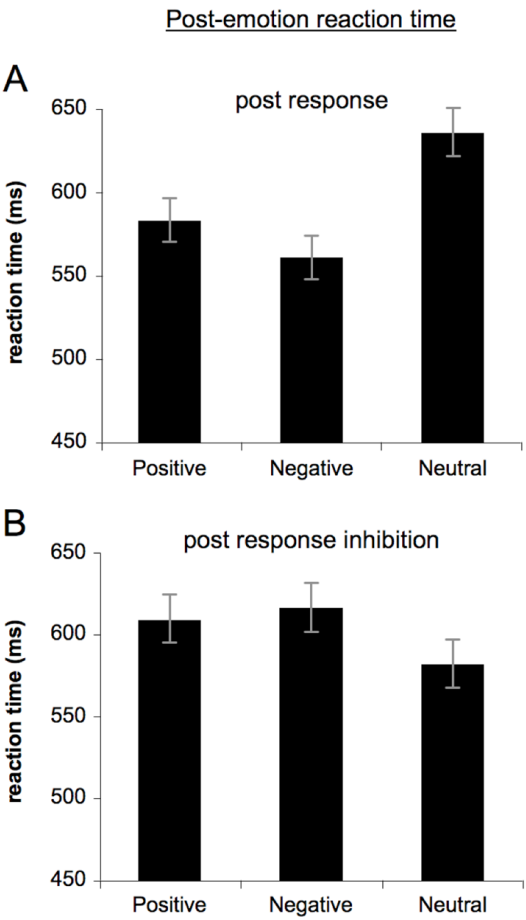 Post-emotion reaction time
A
post response
650
600
550
500
450
reaction time (ms)
Positive Negative Neutral
B
post response inhibition
650
600
550
500
450
reaction time (ms)
Positive Negative Neutral